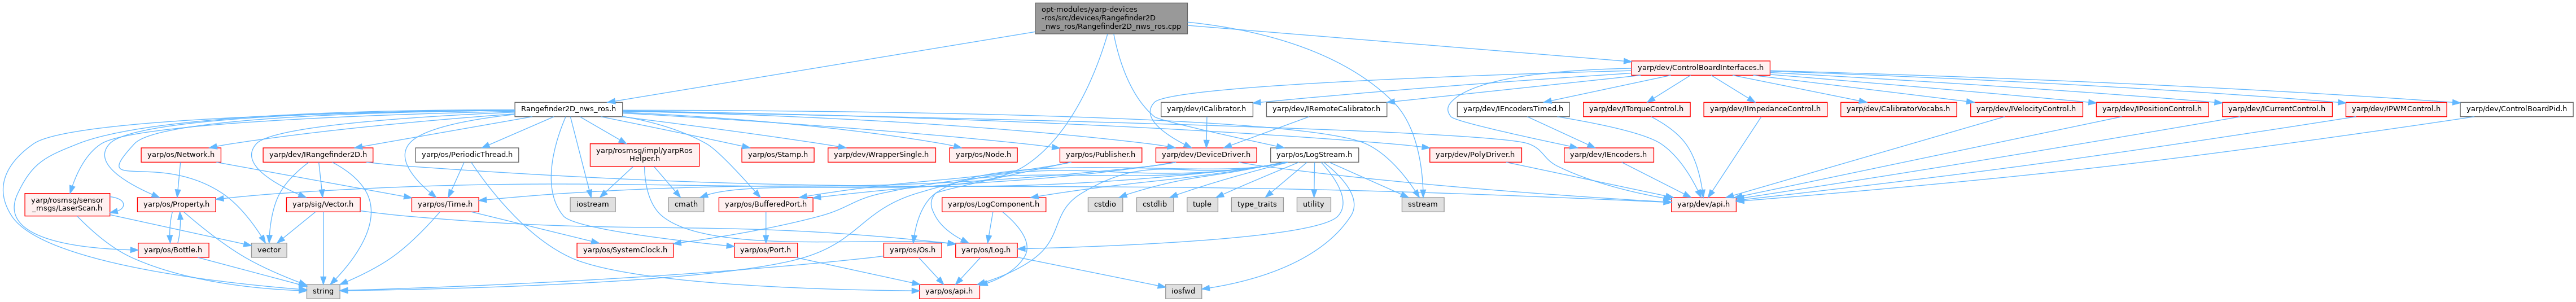 opt-modules/yarp-devices
-ros/src/devices/Rangefinder2D
_nws_ros/Rangefinder2D_nws_ros.cpp
yarp/dev/ControlBoardInterfaces.h
Rangefinder2D_nws_ros.h
yarp/dev/ICalibrator.h
yarp/dev/IRemoteCalibrator.h
yarp/dev/IEncodersTimed.h
yarp/dev/ITorqueControl.h
yarp/dev/IImpedanceControl.h
yarp/dev/CalibratorVocabs.h
yarp/dev/IVelocityControl.h
yarp/dev/IPositionControl.h
yarp/dev/ICurrentControl.h
yarp/dev/IPWMControl.h
yarp/dev/ControlBoardPid.h
yarp/os/Network.h
yarp/dev/IRangefinder2D.h
yarp/os/PeriodicThread.h
yarp/rosmsg/impl/yarpRos
Helper.h
yarp/os/Stamp.h
yarp/dev/WrapperSingle.h
yarp/os/Node.h
yarp/os/Publisher.h
yarp/dev/DeviceDriver.h
yarp/os/LogStream.h
yarp/dev/PolyDriver.h
yarp/dev/IEncoders.h
yarp/rosmsg/sensor
_msgs/LaserScan.h
yarp/os/Property.h
yarp/sig/Vector.h
yarp/os/Time.h
iostream
cmath
yarp/os/BufferedPort.h
yarp/os/LogComponent.h
cstdio
cstdlib
tuple
type_traits
utility
sstream
yarp/dev/api.h
yarp/os/Bottle.h
vector
yarp/os/SystemClock.h
yarp/os/Port.h
yarp/os/Os.h
yarp/os/Log.h
string
yarp/os/api.h
iosfwd